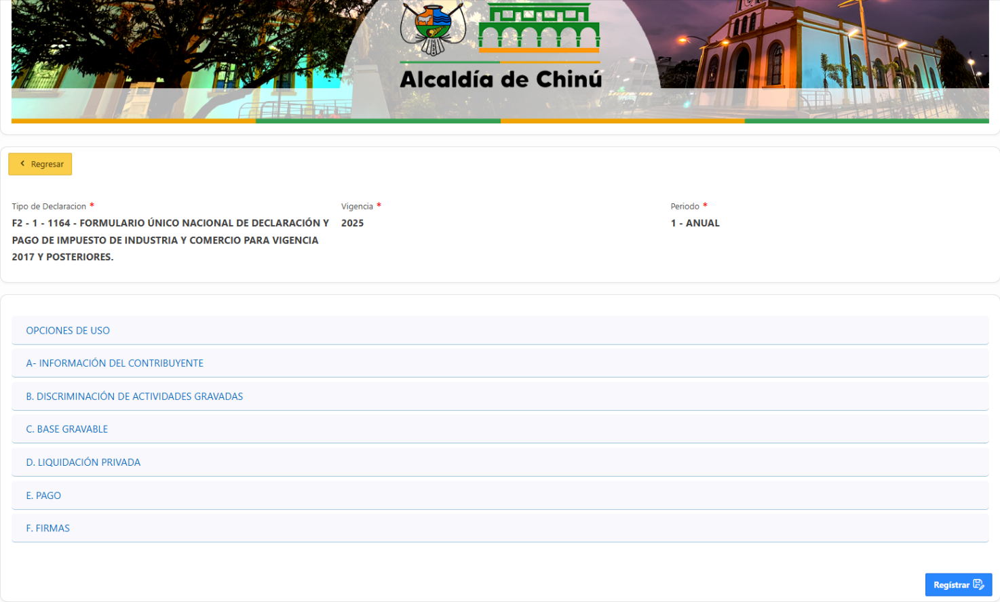 Alcaldía de Chinú
Regresar
Tipo de Declaracion *
F2 - 1 - 1164 - FORMULARIO ÚNICO NACIONAL DE DECLARACIÓN Y
PAGO DE IMPUESTO DE INDUSTRIA Y COMERCIO PARA VIGENCIA
2017 Y POSTERIORES.
Vigencia *
2025
Periodo *
1 - ANUAL
OPCIONES DE USO
A- INFORMACIÓN DEL CONTRIBUYENTE
B. DISCRIMINACIÓN DE ACTIVIDADES GRAVADAS
C. BASE GRAVABLE
D. LIQUIDACIÓN PRIVADA
E. PAGO
F. FIRMAS
Registrar